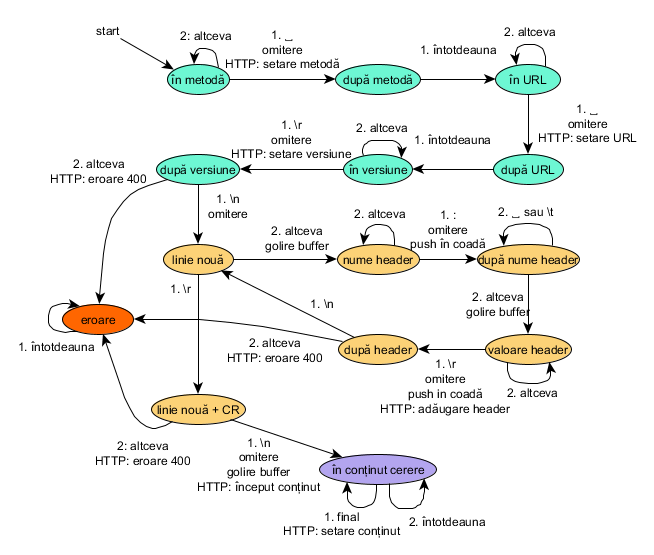 start
2: altceva
1. ␣
omitere
HTTP: setare metodă
1. întotdeauna
2. altceva
în metodă
după metodă
în URL
1. ␣
omitere
HTTP: setare URL
1. \r
omitere
HTTP: setare versiune
2. altceva
1. întotdeauna
2. altceva
HTTP: eroare 400
după versiune
în versiune
după URL
1. \n
omitere
2. altceva
golire buffer
2. altceva
1. :
omitere
push în coadă
2. ␣ sau \t
linie nouă
nume header
după nume header
1. \r
1. \n
2. altceva
golire buffer
eroare
1. întotdeauna
2. altceva
HTTP: eroare 400
după header
valoare header
1. \r
omitere
push in coadă
HTTP: adăugare header
2. altceva
linie nouă + CR
2: altceva
HTTP: eroare 400
1. \n
omitere
golire buffer
HTTP: început conținut
în conținut cerere
1. final
HTTP: setare conținut
2. întotdeauna